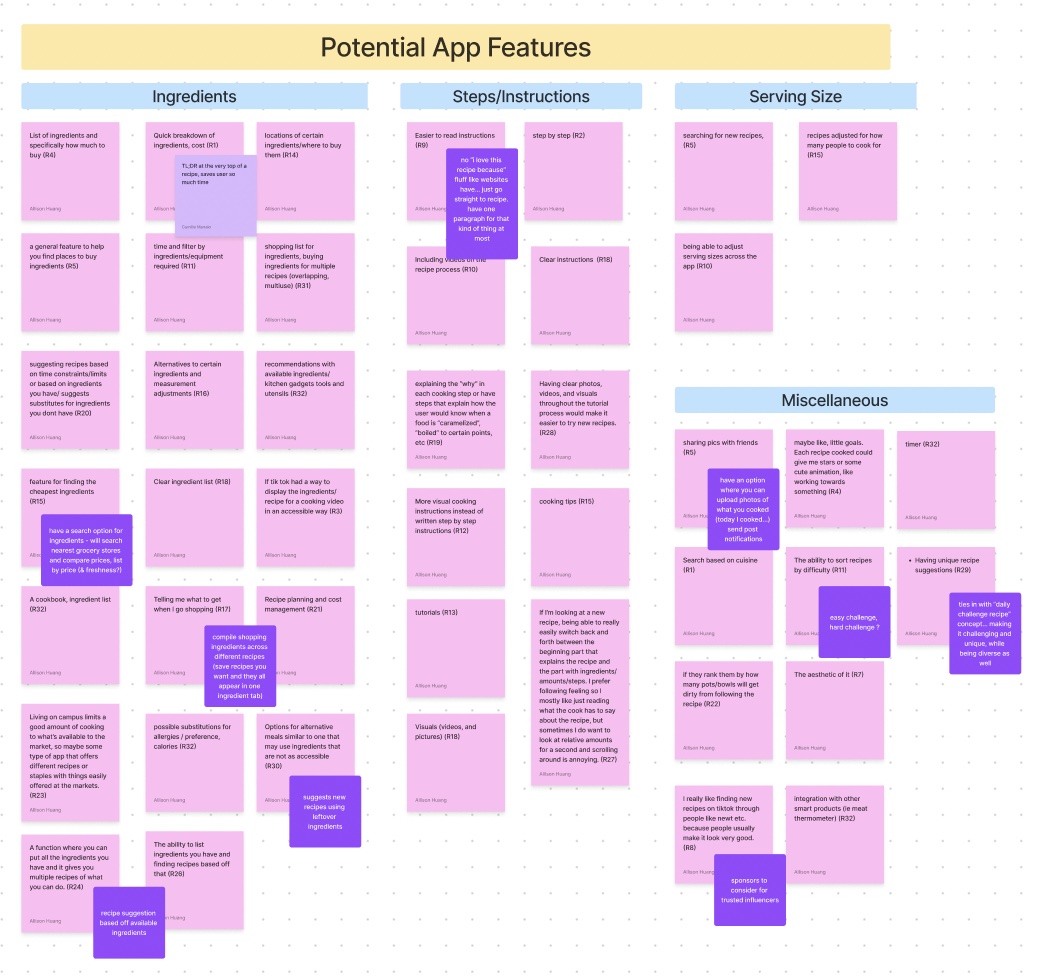 Potential App Features
Ingredients
List of ingredients and
specifically how much to
buy (R4)
Allison Huang
Quick breakdown of
ingredients, cost (R1)
Allison H
TL;DR at the very top of a
recipe, saves user so
much time
locations of certain
ingredients/where to buy
them (R14)
Allison Huang
a general feature to help
you find places to buy
ingredients (R5)
Allison Huang
time and filter by
ingredients/equipment
required (R11)
Allison Huang
shopping list for
ingredients, buying
ingredients for multiple
recipes (overlapping,
multiuse) (R31)
Allison Huang
suggesting recipes based
on time constraints/limits
or based on ingredients
you have/ suggests
substitutes for ingredients
you dont have (R20)
Allison Huang
Alternatives to certain
ingredients and
measurement
adjustments (R16)
Allison Huang
recommendations with
available ingredients/
kitchen gadgets tools and
utensils (R32)
Allison Huang
feature for finding the
cheapest ingredients
(R15)
have a search option for
ingredients - will search
nearest grocery stores
and compare prices, list
by price (& freshness?)
Clear ingredient list (R18)
Allison Huang
If tik tok had a way to
display the ingredients/
recipe for a cooking video
in an accessible way (R3)
Allison Huang
A cookbook, ingredient list
(R32)
Allison Huang
Telling me what to get
when i go shopping (R17)
Allison Huang
compile shopping
ingredients across
different recipes
(save recipes you
want and they all
appear in one
ingredient tab)
Recipe planning and cost
management (R21)
Allison Huang
Living on campus limits a
good amount of cooking
to what's available to the
market, so maybe some
type of app that offers
different recipes or
staples with things easily
offered at the markets.
(R23)
Allison Huang
possible substitutions for
allergies / preference,
calories (R32)
Allison Huang
Options for alternative
meals similar to one that
may use ingredients that
are not as accessible
(R30)
Allison Huang
suggests new
recipes using
leftover
ingredients
A function where you can
put all the ingredients you
have and it gives you
multiple recipes of what
you can do. (R24)
Allison Huang
recipe suggestion
based off available
ingredients
The ability to list
ingredients you have and
finding recipes based off
that (R26)
Huang
Steps/Instructions
Easier to read Instructions
(R9)
Allison Huang
no "I love this
recipe because"
fluff like websites
have... just go
straight to recipe.
have one
paragraph for that
kind of thing at
most
step by step (R2)
Allison Huang
Including videos on the
recipe process (R10)
Allison Huang
Clear instructions (R18)
Allison Huang
explaining the "why" in
each cooking step or have
steps that explain how the
user would know when a
food is "caramelized",
"boiled" to certain points,
etc (R19)
Allison Huang
Having clear photos,
videos, and visuals
throughout the tutorial
process would make it
easier to try new recipes.
(R28)
Allison Huang
More visual cooking
instructions instead of
written step by step
instructions (R12)
Allison Huang
cooking tips (R15)
Allison Huang
tutorials (R13)
Allison Huang
If I'm looking at a new
recipe, being able to really
easily switch back and
forth between the
beginning part that
explains the recipe and
the part with ingredients/
amounts/steps. I prefer
following feeling so I
mostly like just reading
what the cook has to say
about the recipe, but
sometimes I do want to
look at relative amounts
for a second and scrolling
around is annoying. (R27)
Allison Huang
Visuals (videos, and
pictures) (R18)
Allison Huang
Serving Size
searching for new recipes,
(R5)
Allison Huang
recipes adjusted for how
many people to cook for
(R15)
Allison Huang
being able to adjust
serving sizes across the
app (R10)
Allison Huang
Miscellaneous
sharing pics with friends
(R5)
Allison Huang
have an option
where you can
upload photos of
what you cooked
(today I cooked...)
send post
notifications
maybe like, little goals.
Each recipe cooked could
give me stars or some
cute animation, like
working towards
something (R4)
Allison Huang
timer (R32)
Allison Huang
Search based on cuisine
(R1)
Allison Huang
The ability to sort recipes
by difficulty (R11)
Allison Huang
easy challenge,
hard challenge ?
• Having unique recipe
suggestions (R29)
Allison Huang
ties in with "daily
challenge recipe"
concept... making
it challenging and
unique, while
being diverse as
well
if they rank them by how
many pots/bowls will get
dirty from following the
recipe (R22)
Allison Huang
The aesthetic of it (R7)
Allison Huang
I really like finding new
recipes on tiktok through
people like newt etc.
because people usually
make it look very good.
(R8)
Allison Huang
sponsors to
consider for
trusted influencers
integration with other
smart products (ie meat
thermometer) (R32)
Allison Huang